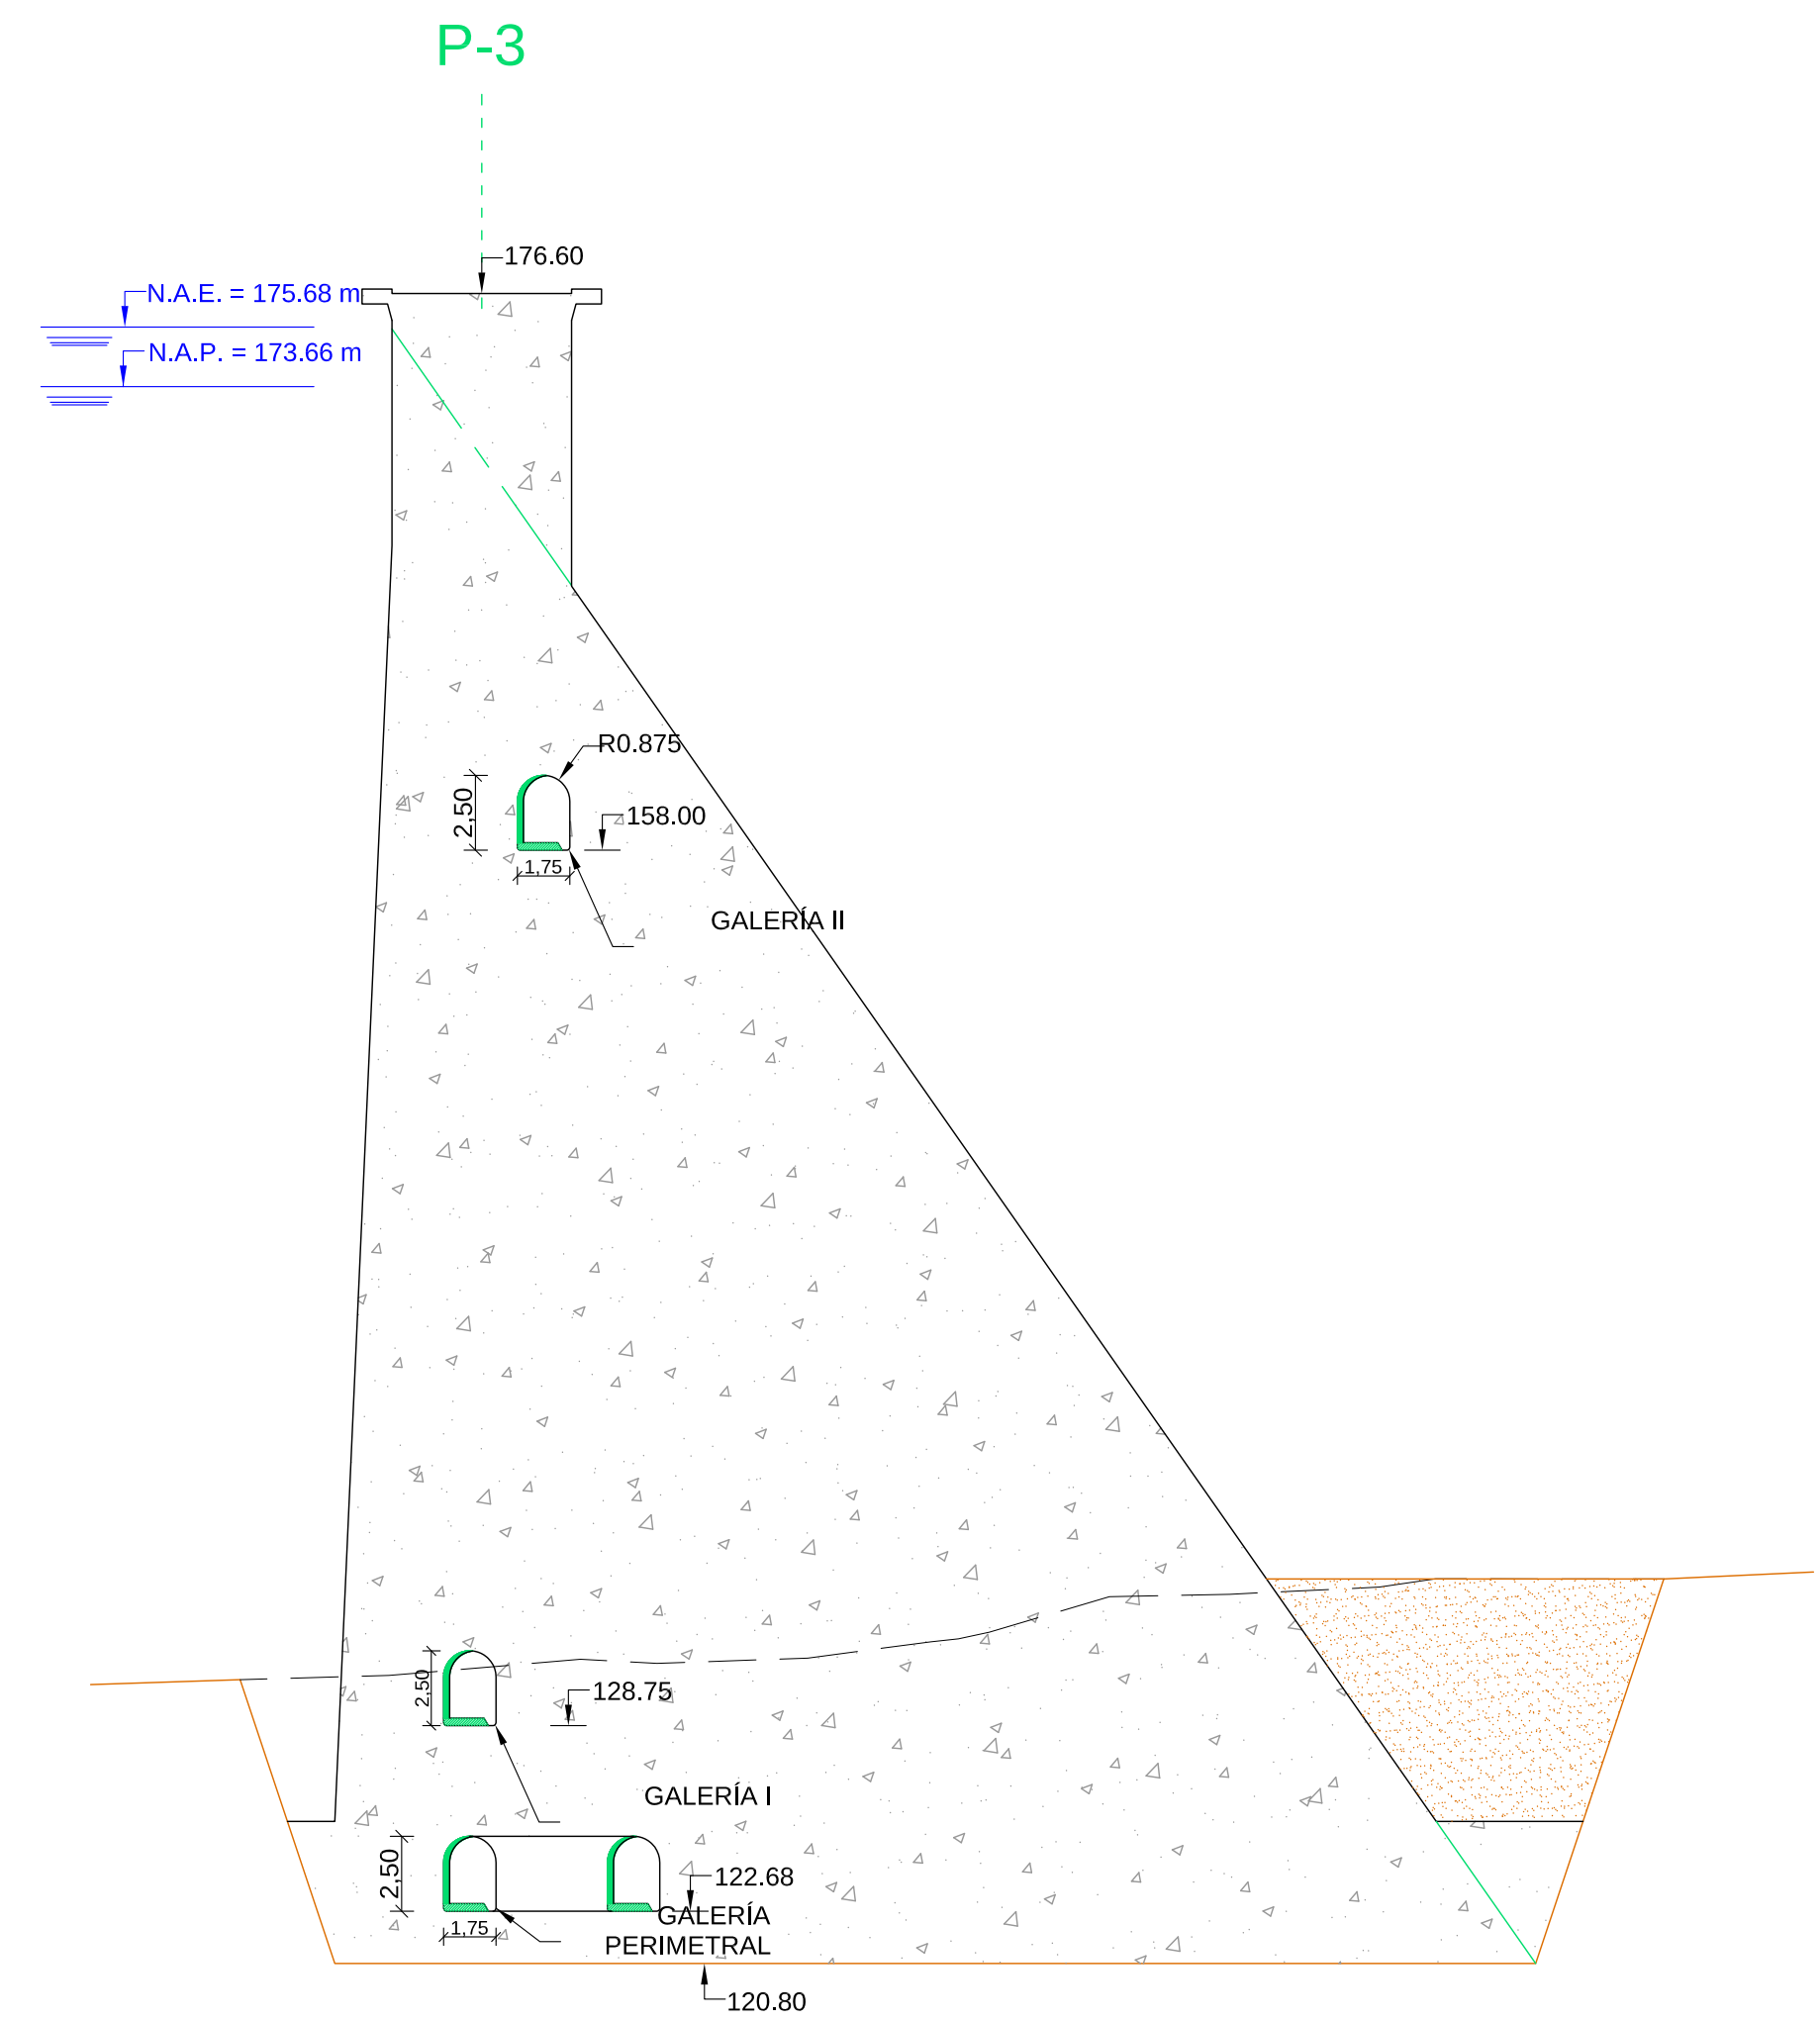 P-3
176.60
N.A.E. = 175.68 m
N.A.P. = 173.66 m
R0.875
2,50
158.00
1,75
GALERÍA II
2,50
128.75
GALERÍA I
2,50
122.68
GALERÍA
PERIMETRAL
1,75
120.80